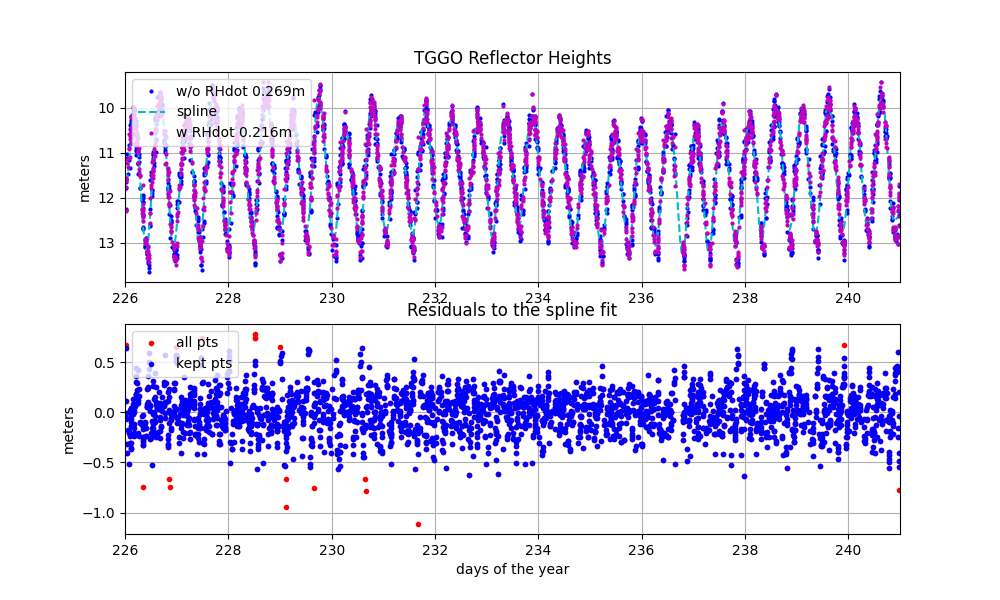 TGGO Reflector Heights
w/o RHdot 0.269m
spline
w RHdot 0.216m
meters
10
11
12
13
226 228 230 232 234 236 238 240
Residuals to the spline fit
all pts
kept pts
meters
0.5
0.0
−0.5
−1.0
226 228 230 232 234 236 238 240
days of the year